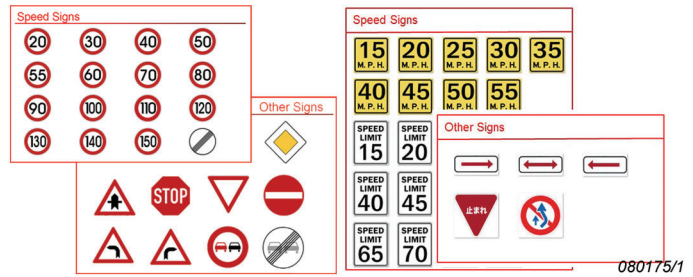 Speed Signs
20 30 40 50
55 60 70 80
90 100 110 120
130 140 150
Other Signs
STOP
Speed Signs
15 20 25 30 35
M.P.H. M.P.H. M.P.H. M.P.H. M.P.H.
40 45 50 55
M.P.H. M.P.H. M.P.H. M.P.H.
SPEED SPEED
LIMIT LIMIT
15 20
SPEED SPEED
LIMIT LIMIT
40 45
SPEED SPEED
LIMIT LIMIT
65 70
Other Signs
止まれ
080175/1